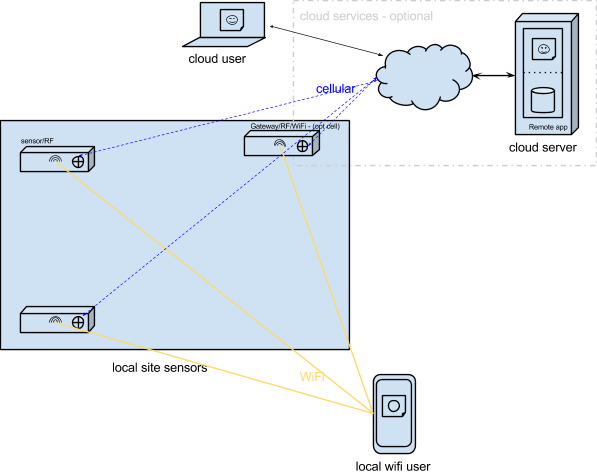 cloud services - optional
cloud user
cellular
Remote app
cloud server
Gateway/RF/WiFi - (opt cell)
sensor/RF
local site sensors
WiFi
local wifi user